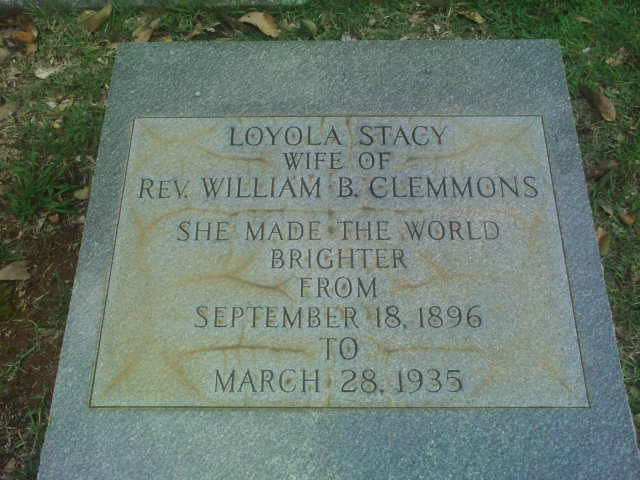 LOYOLA STACY
WIFE OF
REV. WILLIAM B. CLEMMONS
SHE MADE THE WORLD
BRIGHTER
FROM
SEPTEMBER 18, 1896
TO
MARCH 28, 1935